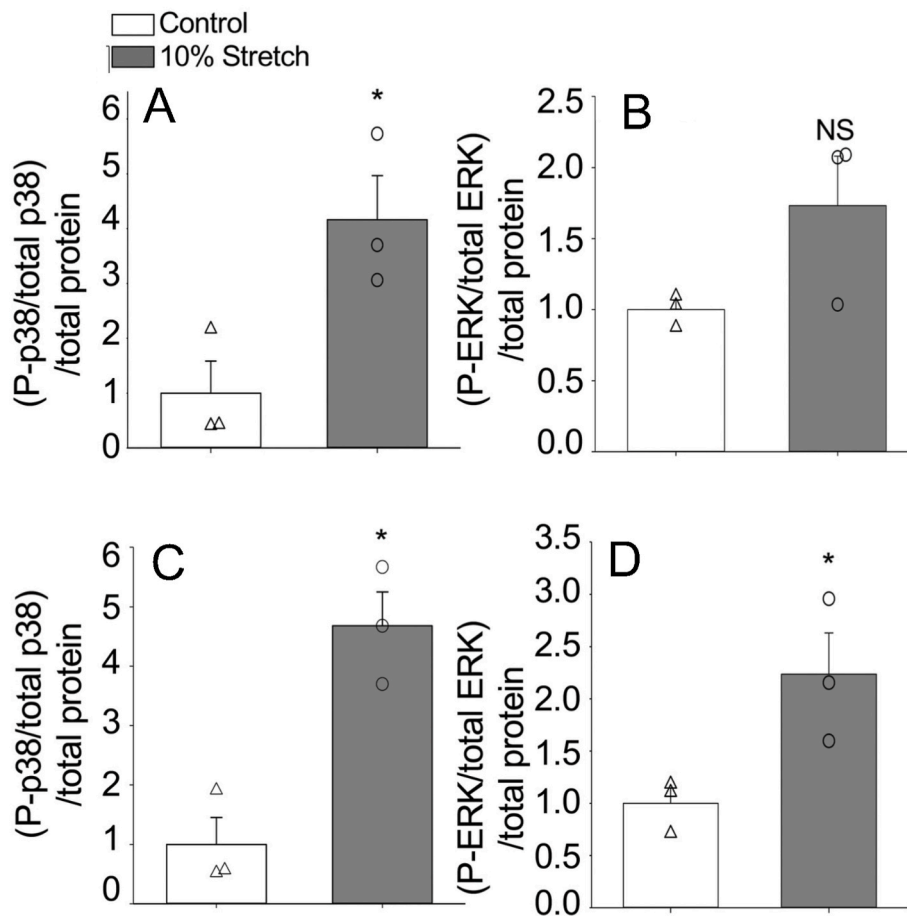 Control
10% Stretch
A
*
(P-p38/total p38)
/total protein
6
5
4
3
2
1
0
B
NS
(P-ERK/total ERK)
/total protein
2.5
2.0
1.5
1.0
0.5
0.0
C
*
(P-p38/total p38)
/total protein
6
5
4
2
1
0
D
*
(P-ERK/total ERK)
/total protein
3.5
3.0
2.5
2.0
1.5
1.0
0.5
0.0